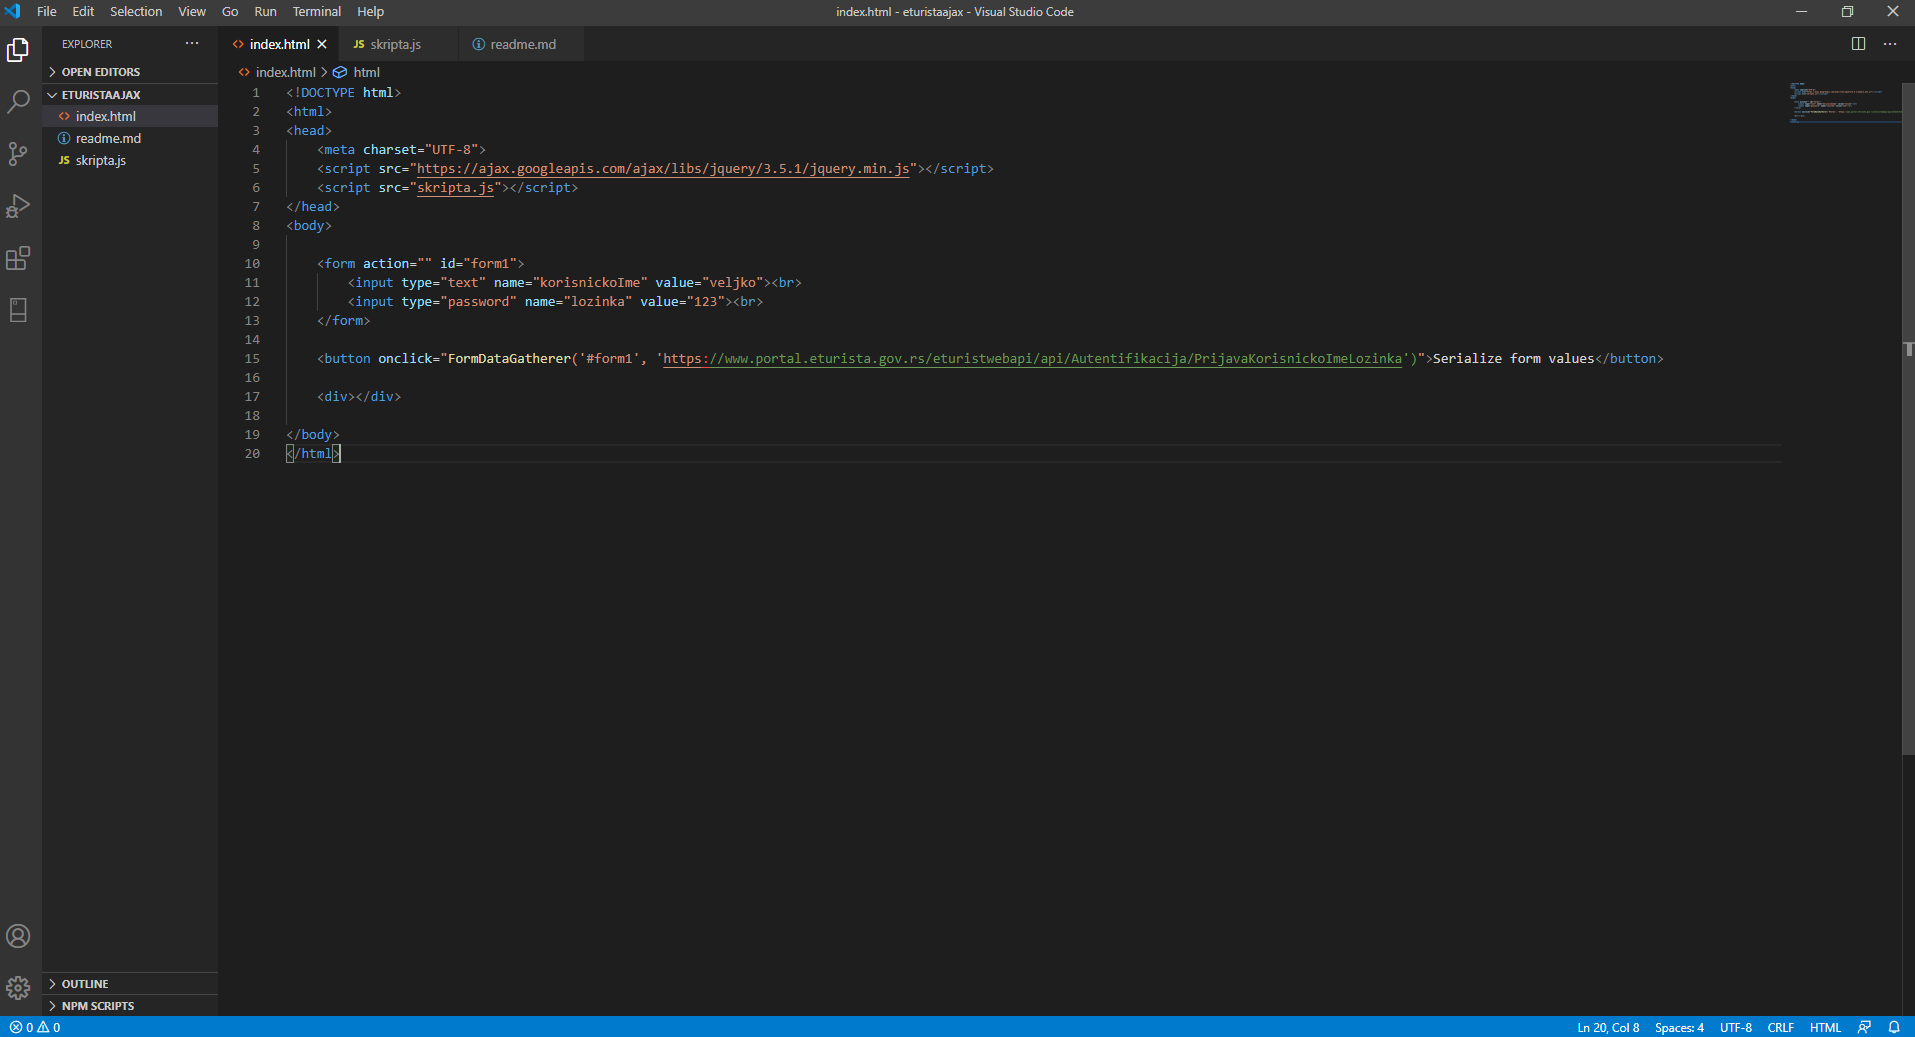 File Edit Selection View Go Run Terminal Help index.html - eturistaajax - Visual Studio Code
EXPLORER
OPEN EDITORS
ETURISTAAJAX
<> index.html
readme.md
JS skripta.js
OUTLINE
NPM SCRIPTS
<> index.html JS skripta.js readme.md
<> index.html > html
1 <!DOCTYPE html>
2 <html>
3 <head>
4 <meta charset="UTF-8">
5 <script src="https://ajax.googleapis.com/ajax/libs/jquery/3.5.1/jquery.min.js"></script>
6 <script src="skripta.js"></script>
7 </head>
8 <body>
9
10 <form action="" id="form1">
11 <input type="text" name="korisnickoIme" value="veljko"><br>
12 <input type="password" name="lozinka" value="123"><br>
13 </form>
14
15 <button onclick="FormDataGatherer('#form1', 'https://www.portal.eturista.gov.rs/eturistwebapi/api/Autentifikacija/PrijavaKorisnickoImeLozinka')">Serialize form values</button>
16
17 <div></div>
18
19 </body>
20 </html>
0 0 Ln 20, Col 8 Spaces: 4 UTF-8 CRLF HTML